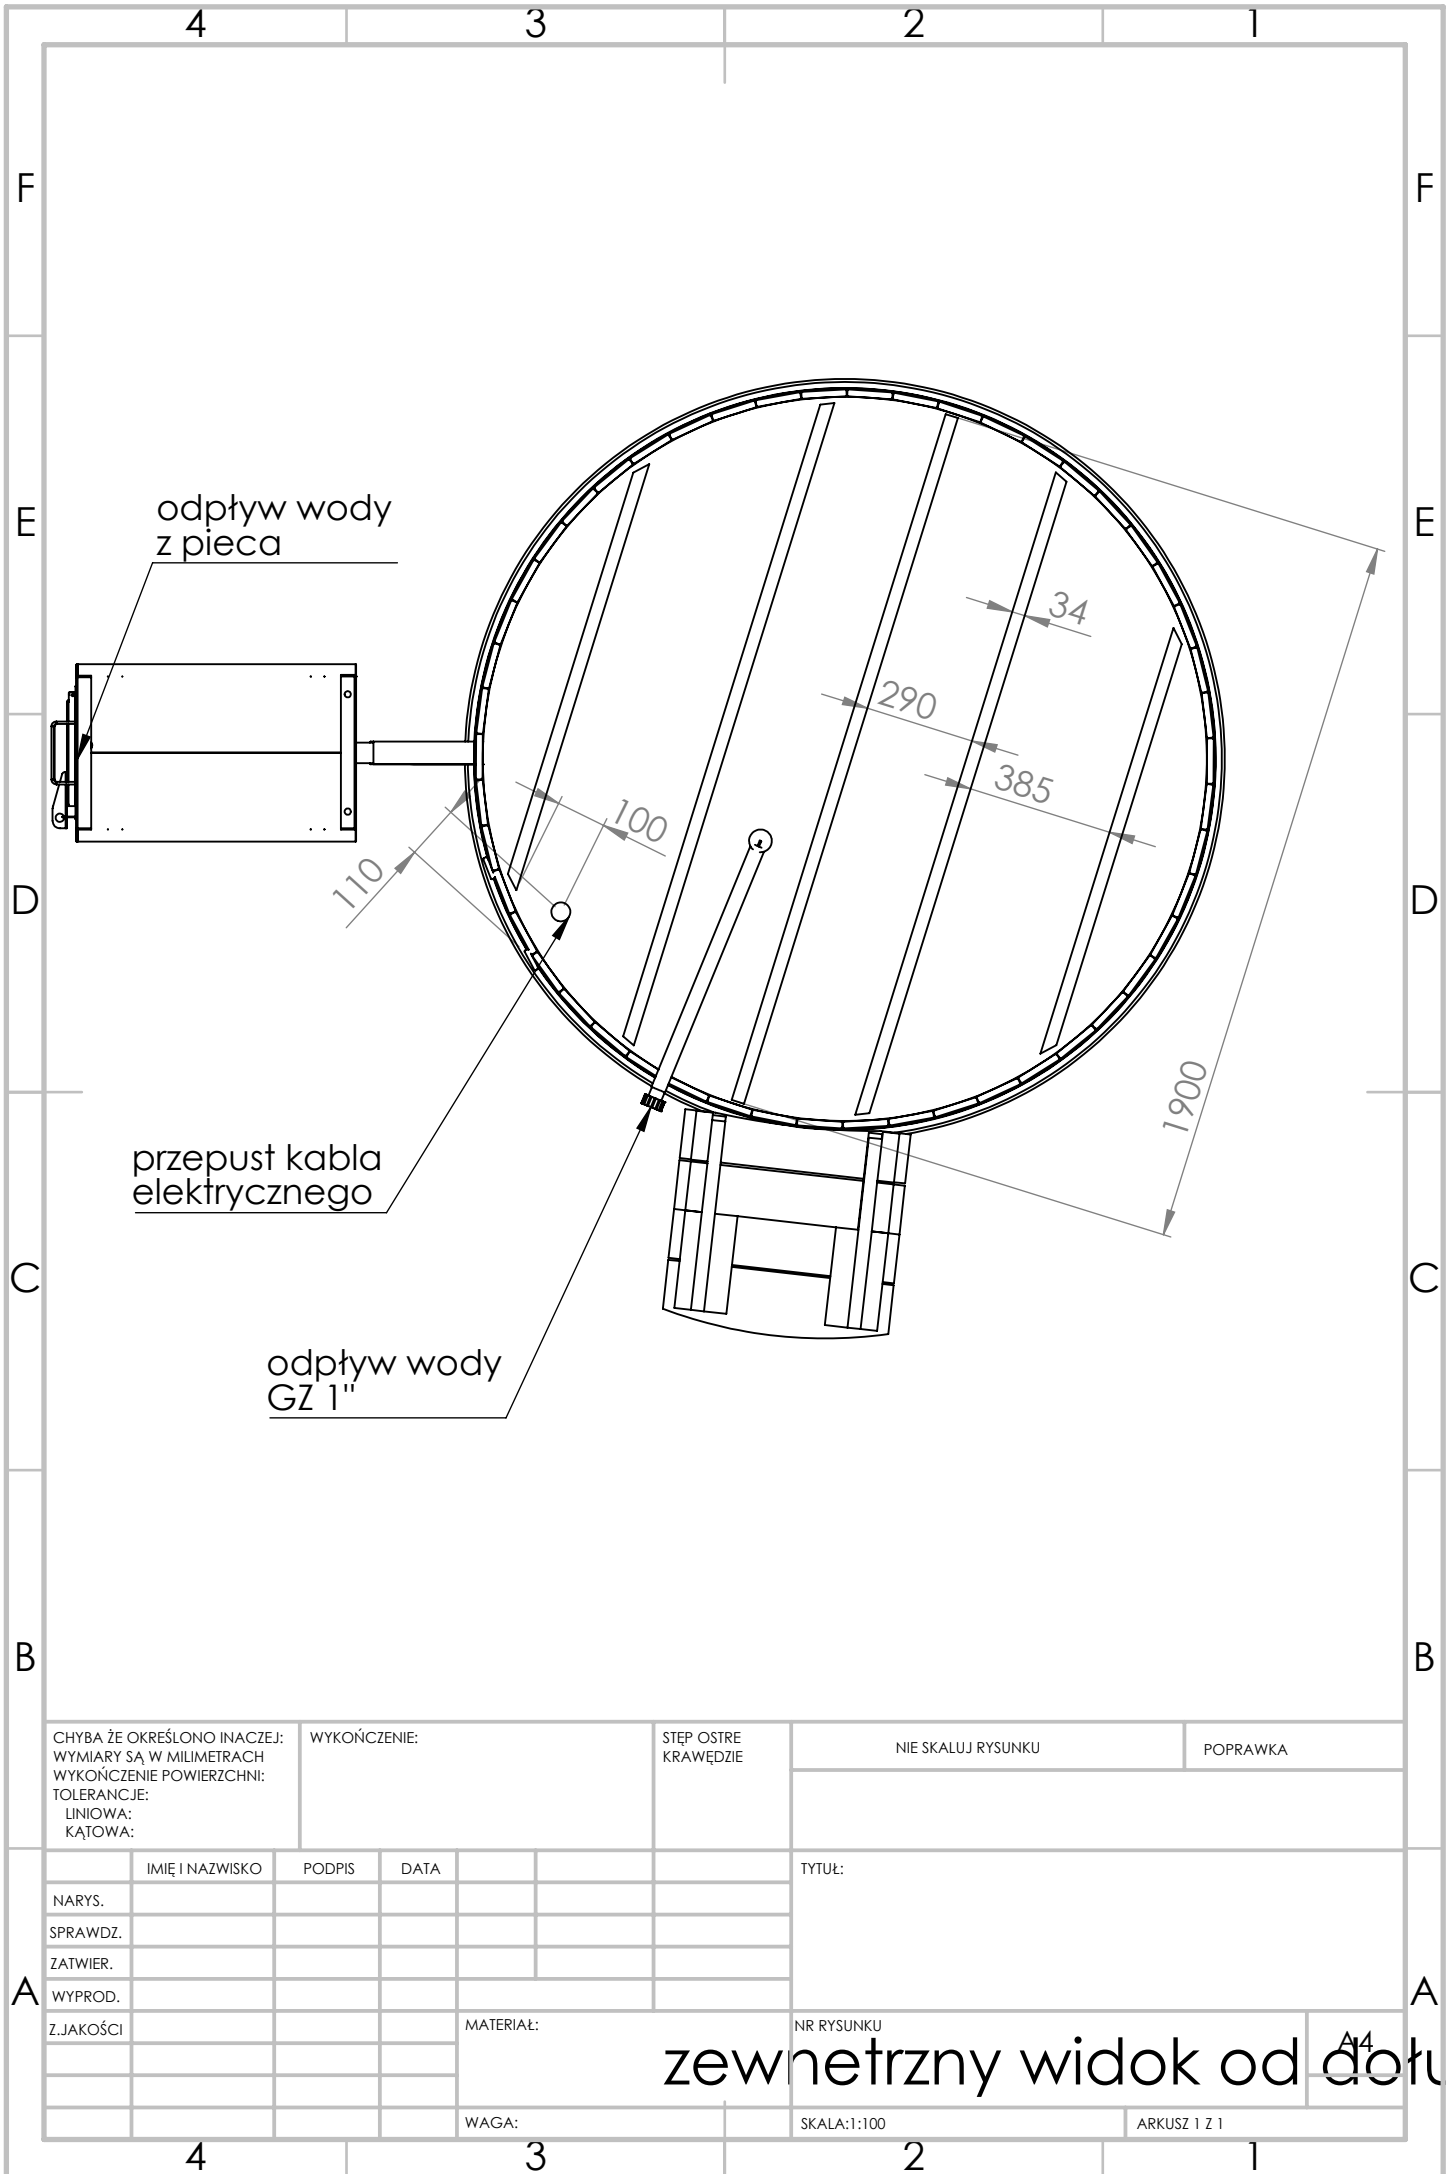 4 3 2 1
F F
odpływ wody
z pieca
E E
34
290
385
100
110
D D
1900
przepust kabla
elektrycznego
C C
odpływ wody
GZ 1"
B B
CHYBA ŻE OKREŚLONO INACZEJ:
WYMIARY SĄ W MILIMETRACH
WYKOŃCZENIE POWIERZCHNI:
TOLERANCJE:
LINIOWA:
KĄTOWA:
WYKOŃCZENIE:
STĘP OSTRE
KRAWĘDZIE
NIE SKALUJ RYSUNKU
POPRAWKA
IMIĘ I NAZWISKO PODPIS DATA
TYTUŁ:
NARYS.
SPRAWDZ.
ZATWIER.
WYPROD.
A A
Z.JAKOŚCI
MATERIAŁ:
NR RYSUNKU
zewnetrzny widok od dołu
A4
WAGA:
SKALA:1:100
ARKUSZ 1 Z 1
4 3 2 1